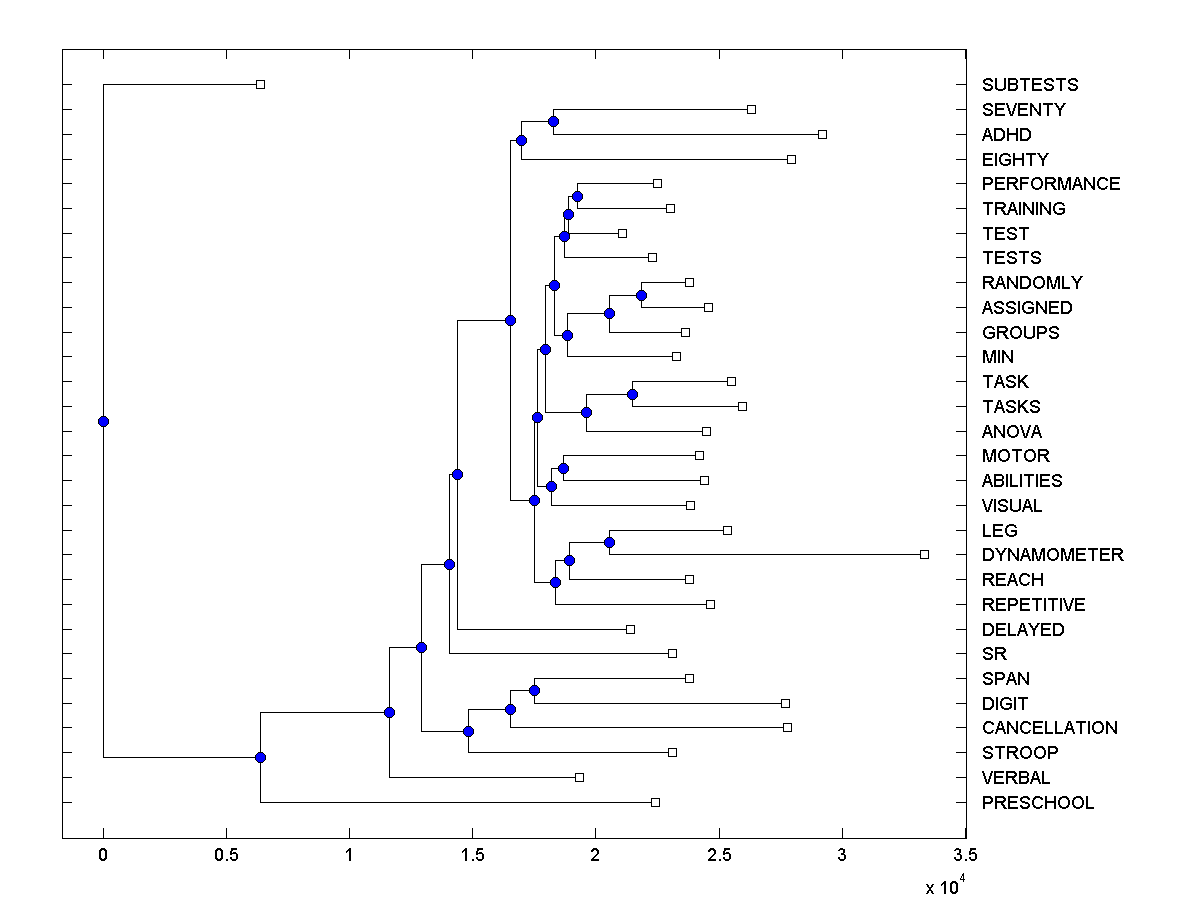 SUBTESTS
SEVENTY
ADHD
EIGHTY
PERFORMANCE
TRAINING
TEST
TESTS
RANDOMLY
ASSIGNED
GROUPS
MIN
TASK
TASKS
ANOVA
MOTOR
ABILITIES
VISUAL
LEG
DYNAMOMETER
REACH
REPETITIVE
DELAYED
SR
SPAN
DIGIT
CANCELLATION
STROOP
VERBAL
PRESCHOOL
0 0.5 1 1.5 2 2.5 3 3.5
x 10^4